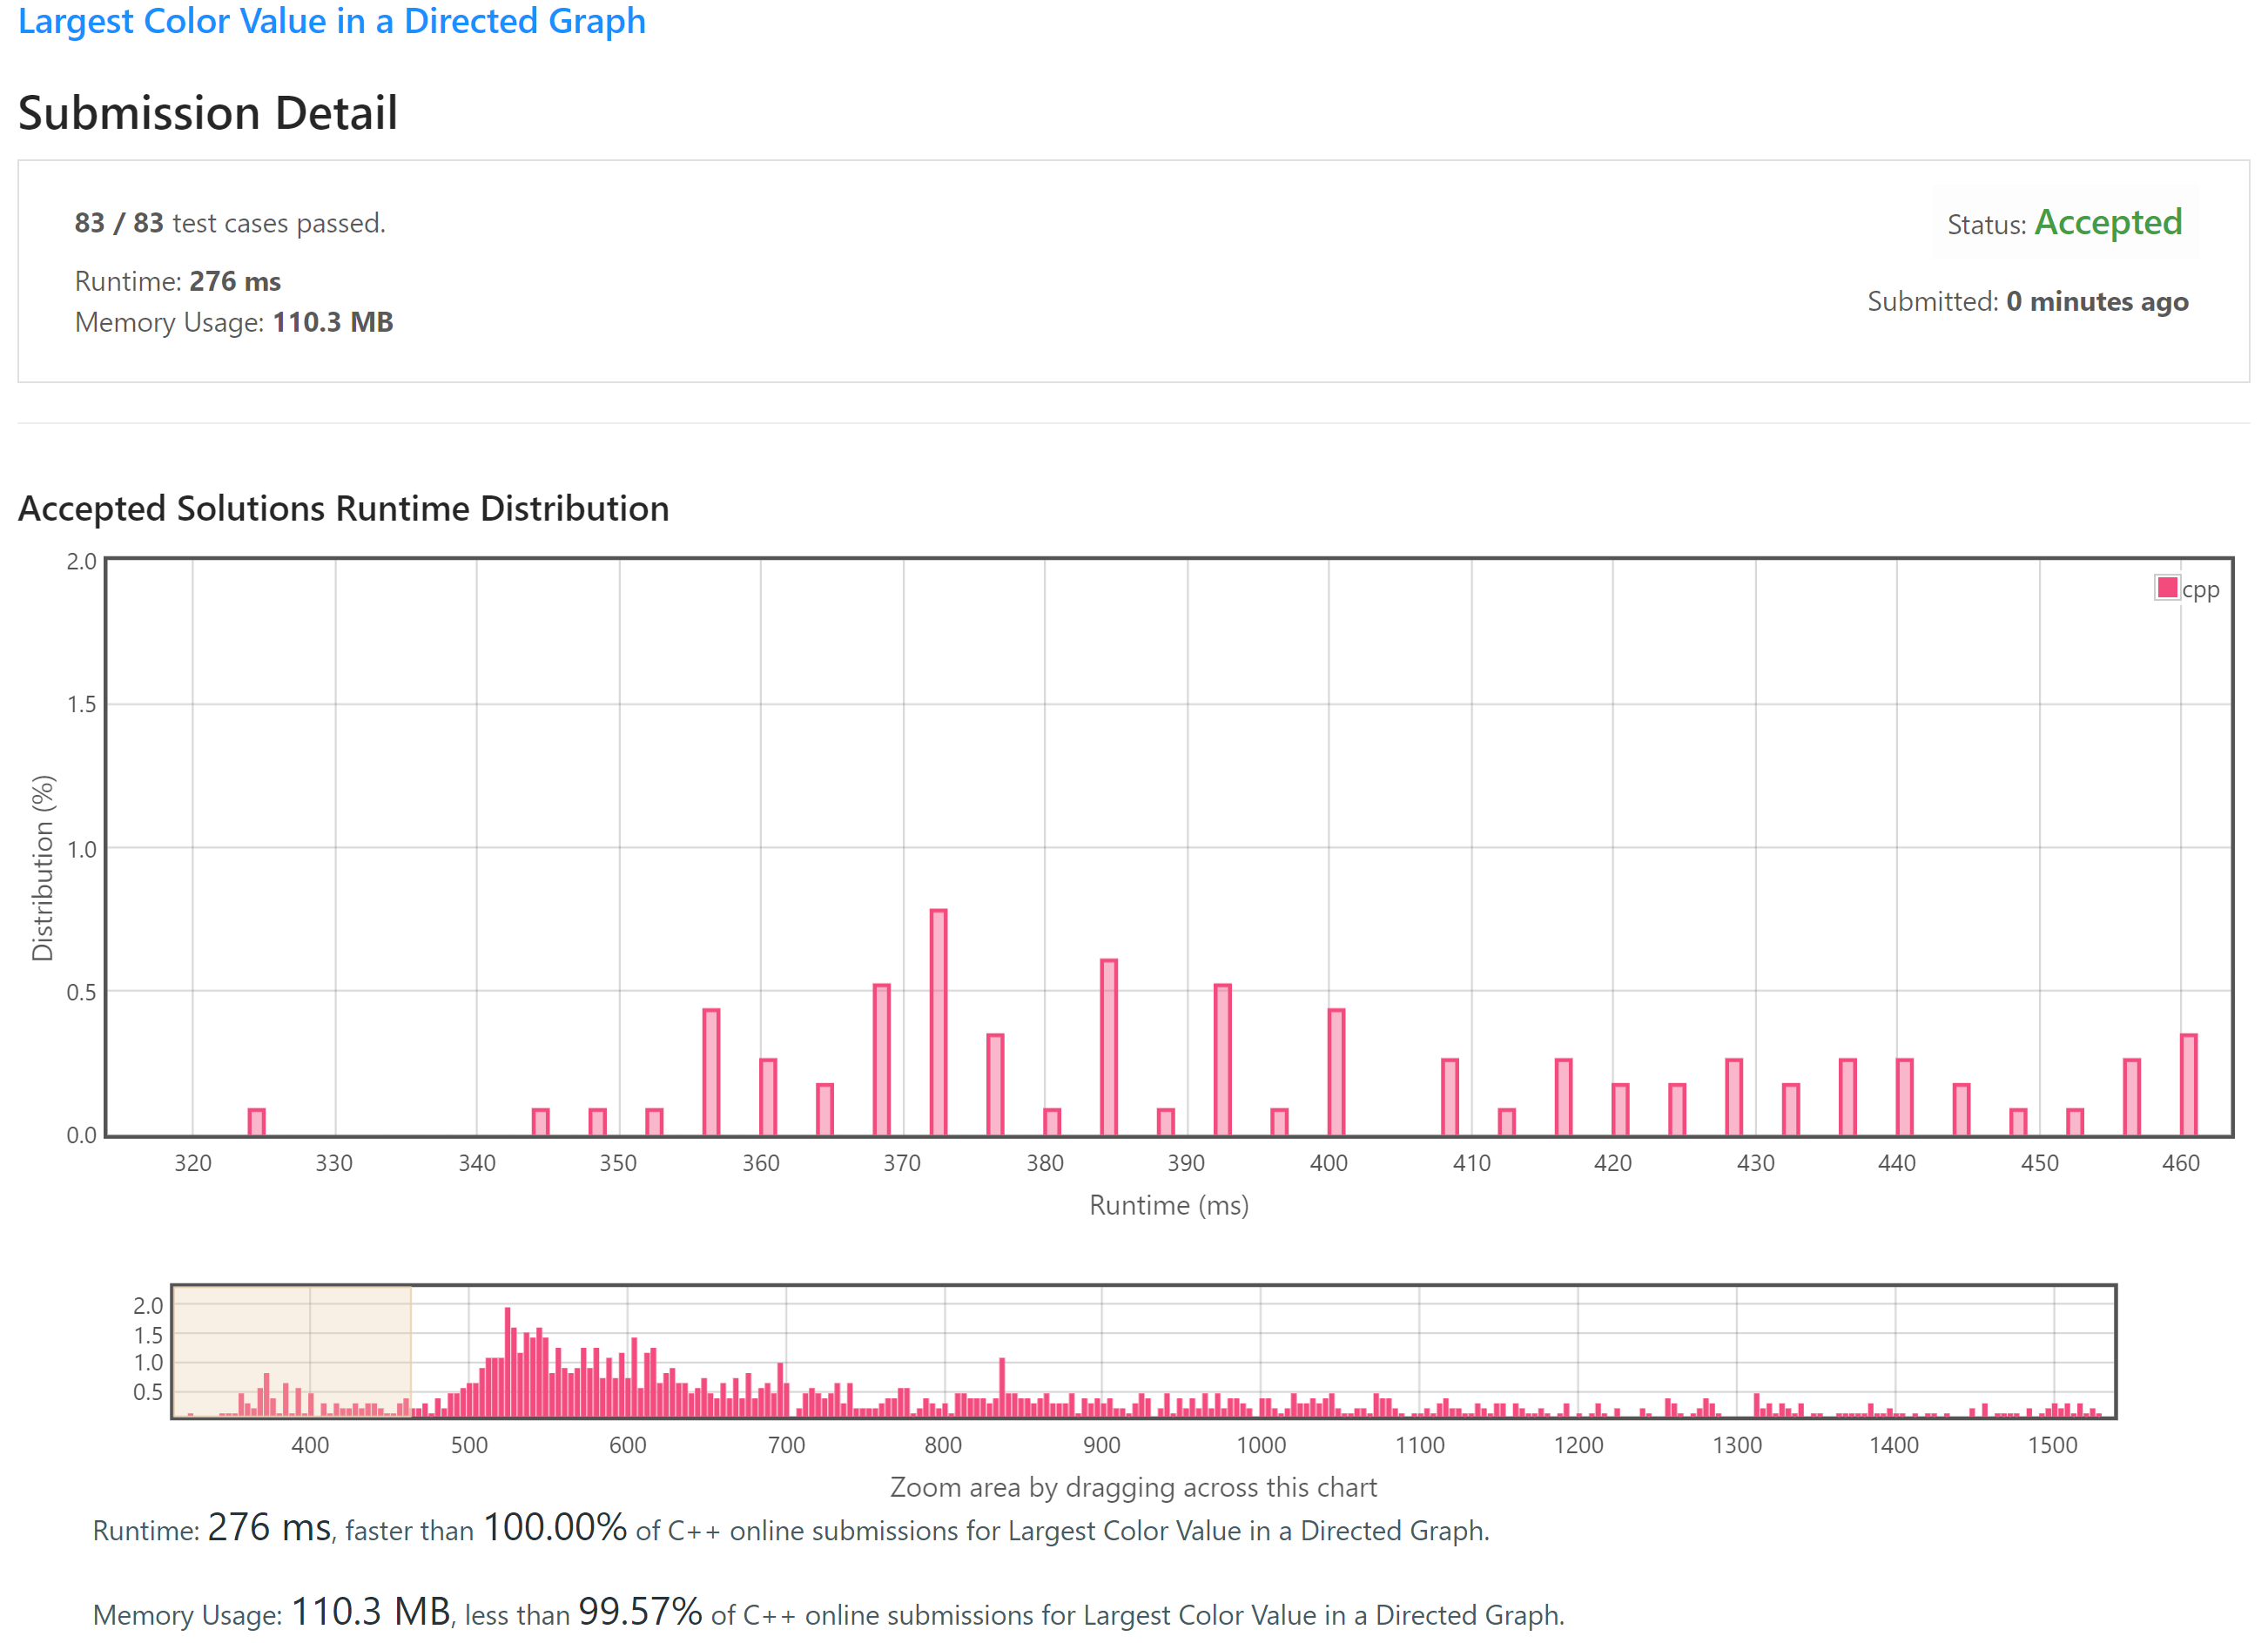 Largest Color Value in a Directed Graph
Submission Detail
83 / 83 test cases passed.
Status: Accepted
Runtime: 276 ms
Submitted: 0 minutes ago
Memory Usage: 110.3 MB
Accepted Solutions Runtime Distribution
2.0
cpp
1.5
1.0
0.5
0.0
Distribution (%)
320 330 340 350 360 370 380 390 400 410 420 430 440 450 460
Runtime (ms)
2.0
1.5
1.0
0.5
400 500 600 700 800 900 1000 1100 1200 1300 1400 1500
Zoom area by dragging across this chart
Runtime: 276 ms, faster than 100.00% of C++ online submissions for Largest Color Value in a Directed Graph.
Memory Usage: 110.3 MB, less than 99.57% of C++ online submissions for Largest Color Value in a Directed Graph.